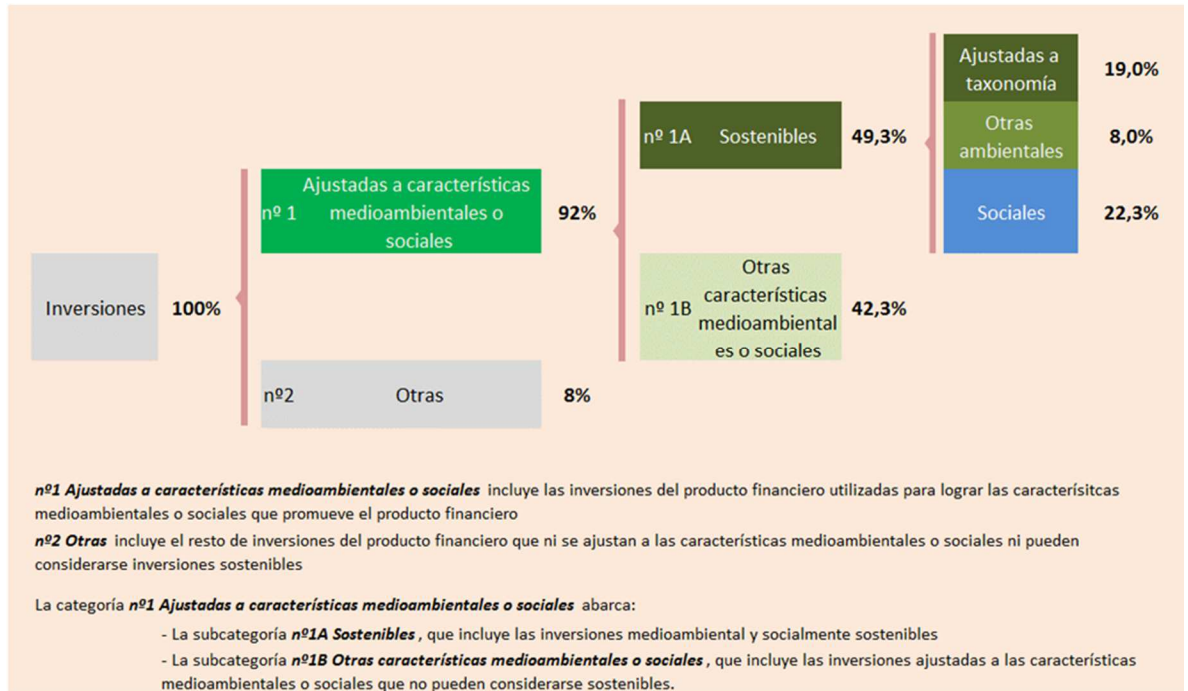 Inversiones
100%
nº 1
Ajustadas a características
medioambientales o
sociales
92%
nº2
Otras
8%
nº 1A
Sostenibles
49,3%
nº 1B
Otras
características
medioambiental
es o sociales
42,3%
Ajustadas a
taxonomía
19,0%
Otras
ambientales
8,0%
Sociales
22,3%
nº1 Ajustadas a características medioambientales o sociales incluye las inversiones del producto financiero utilizadas para lograr las caracterísitcas
medioambientales o sociales que promueve el producto financiero
nº2 Otras incluye el resto de inversiones del producto financiero que ni se ajustan a las características medioambientales o sociales ni pueden
considerarse inversiones sostenibles
La categoría nº1 Ajustadas a características medioambientales o sociales abarca:
- La subcategoría nº1A Sostenibles, que incluye las inversiones medioambiental y socialmente sostenibles
- La subcategoría nº1B Otras características medioambientales o sociales, que incluye las inversiones ajustadas a las características
medioambientales o sociales que no pueden considerarse sostenibles.